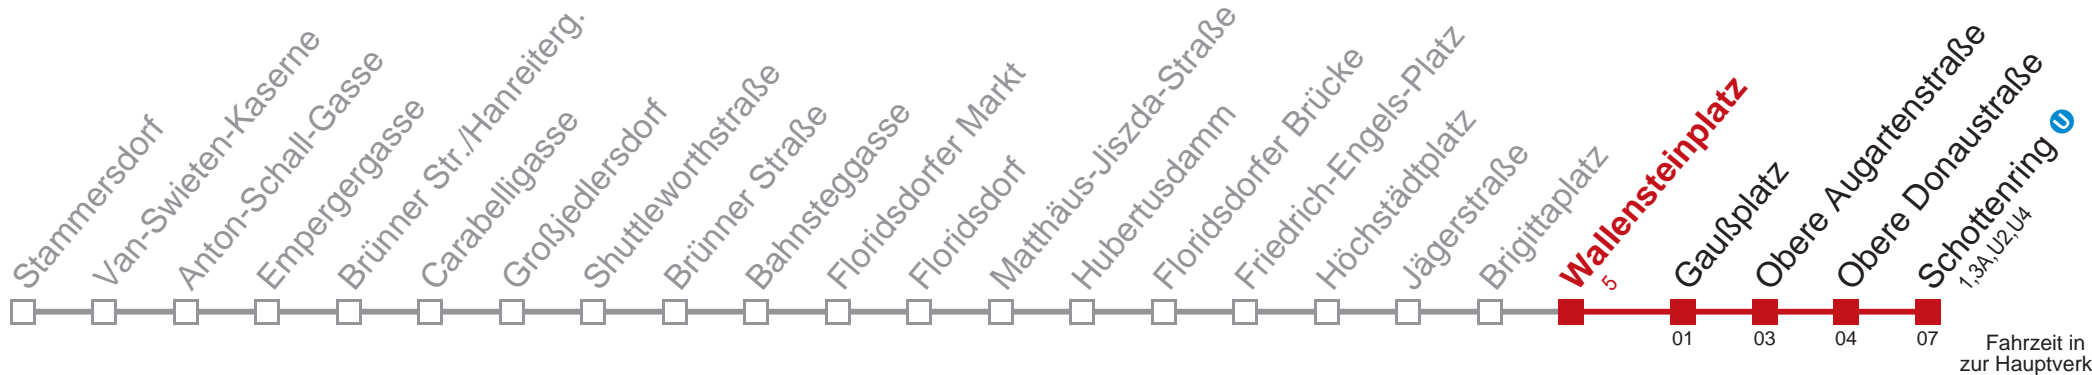 Stammersdorf
Van-Swieten-Kaserne
Anton-Schall-Gasse
Empergergasse
Brünner Str./Hanreiterg.
Carabelligasse
Großjedlersdorf
Shuttleworthstraße
Brünner Straße
Bahnsteggasse
Floridsdorfer Markt
Floridsdorf
Matthäus-Jiszda-Straße
Hubertusdamm
Floridsdorfer Brücke
Friedrich-Engels-Platz
Höchstädtplatz
Jägerstraße
Brigittaplatz
Wallensteinplatz
5
Gaußplatz
Obere Augartenstraße
Obere Donaustraße
Schottenring U
1,3A,U2,U4
01
03
04
07
Fahrzeit in
zur Hauptverk